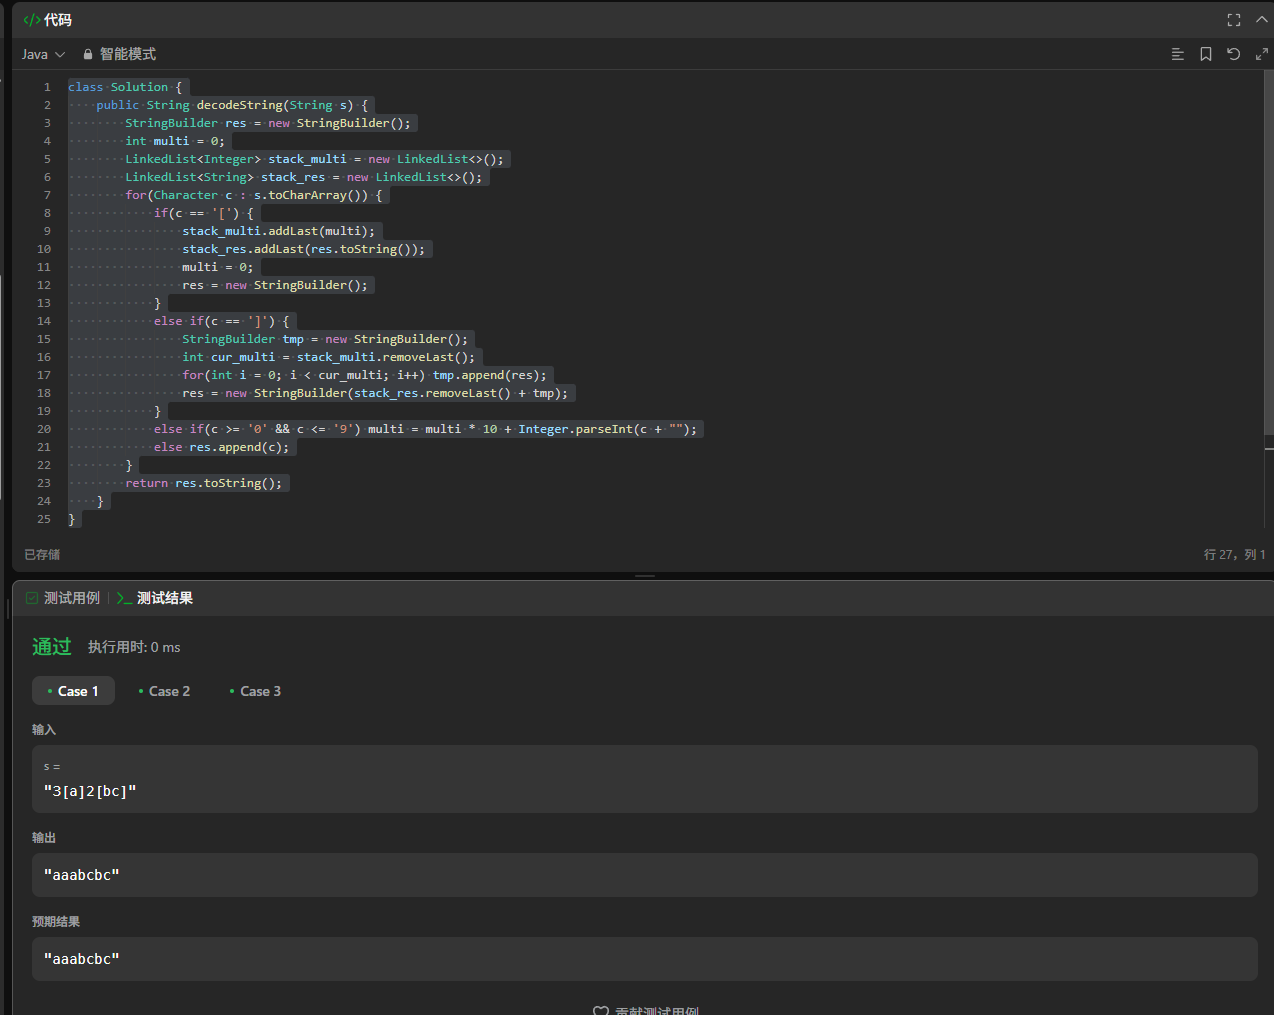 </> 代码
Java 智能模式
1 class Solution {
2     public String decodeString(String s) {
3         StringBuilder res = new StringBuilder();
4         int multi = 0;
5         LinkedList<Integer> stack_multi = new LinkedList<>();
6         LinkedList<String> stack_res = new LinkedList<>();
7         for(Character c : s.toCharArray()) {
8             if(c == '[') {
9                 stack_multi.addLast(multi);
10                 stack_res.addLast(res.toString());
11                 multi = 0;
12                 res = new StringBuilder();
13             }
14             else if(c == ']') {
15                 StringBuilder tmp = new StringBuilder();
16                 int cur_multi = stack_multi.removeLast();
17                 for(int i = 0; i < cur_multi; i++) tmp.append(res);
18                 res = new StringBuilder(stack_res.removeLast() + tmp);
19             }
20             else if(c >= '0' && c <= '9') multi = multi * 10 + Integer.parseInt(c + "");
21             else res.append(c);
22         }
23         return res.toString();
24     }
25 }
已存储 行 27，列 1
测试用例 | >_ 测试结果
通过 执行用时: 0 ms
• Case 1 • Case 2 • Case 3
输入
s =
"3[a]2[bc]"
输出
"aaabcbc"
预期结果
"aaabcbc"
贡献测试用例